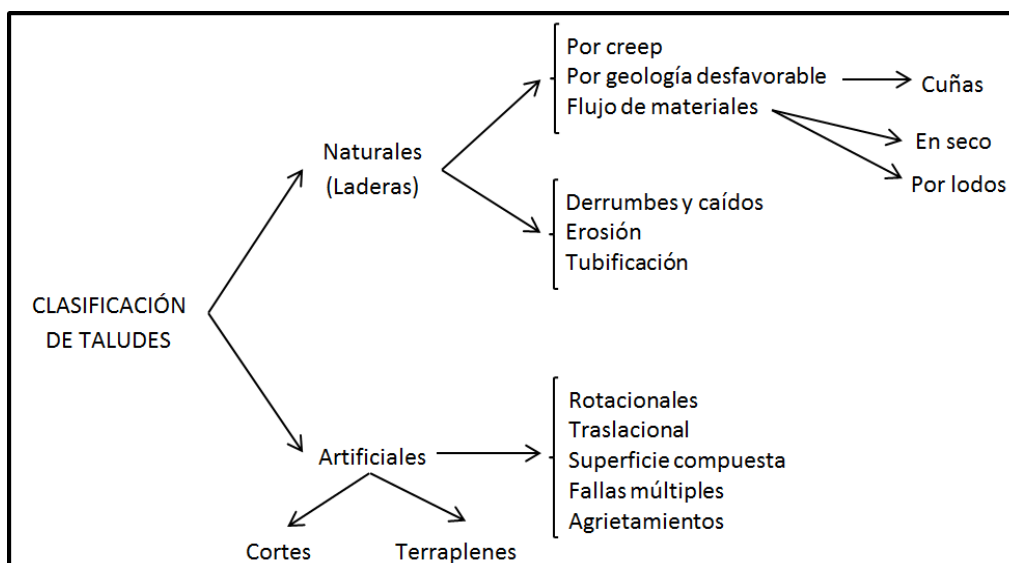 Por creep
Por geología desfavorable
Flujo de materiales
Cuñas
En seco
Por lodos
Naturales
(Laderas)
Derrumbes y caídos
Erosión
Tubificación
CLASIFICACIÓN
DE TALUDES
Artificiales
Rotacionales
Traslacional
Superficie compuesta
Fallas múltiples
Agrietamientos
Cortes
Terraplenes